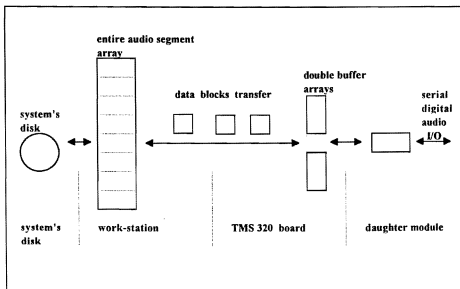 entire audio segment
array
data blocks transfer
double buffer
arrays
serial
digital
audio
I/O
system's
disk
system's
disk
work-station
TMS 320 board
daughter module